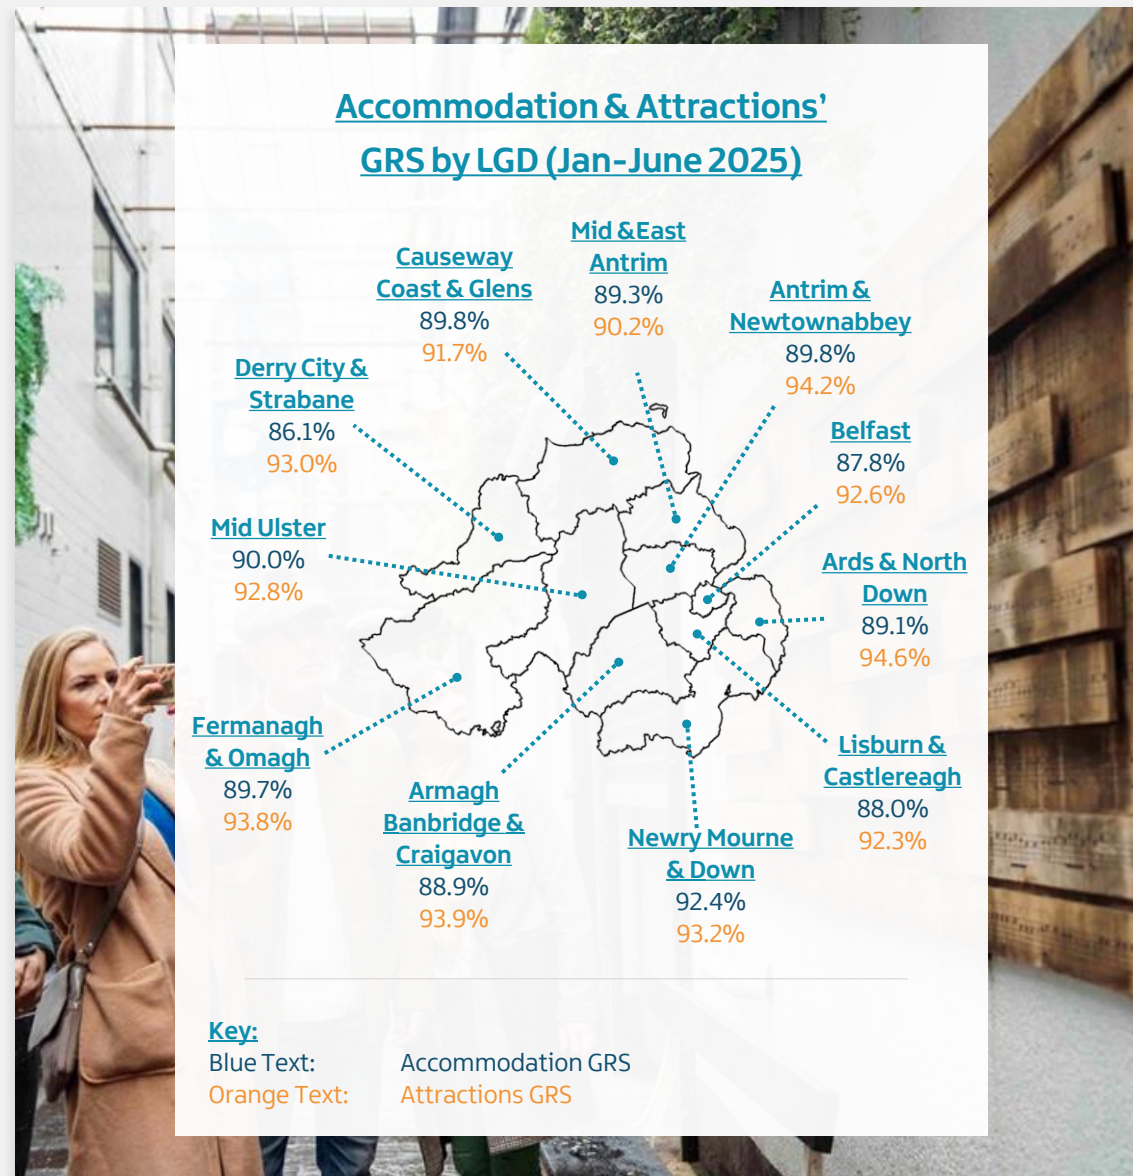 Accommodation & Attractions’
GRS by LGD (Jan-June 2025)
Mid &East
Antrim
89.3%
90.2%
Causeway
Coast & Glens
89.8%
91.7%
Antrim &
Newtownabbey
89.8%
94.2%
Derry City &
Strabane
86.1%
93.0%
Belfast
87.8%
92.6%
Mid Ulster
90.0%
92.8%
Ards & North
Down
89.1%
94.6%
Fermanagh
& Omagh
89.7%
93.8%
Lisburn &
Castlereagh
88.0%
92.3%
Armagh
Banbridge &
Craigavon
88.9%
93.9%
Newry Mourne
& Down
92.4%
93.2%
Key:
Blue Text: Accommodation GRS
Orange Text: Attractions GRS